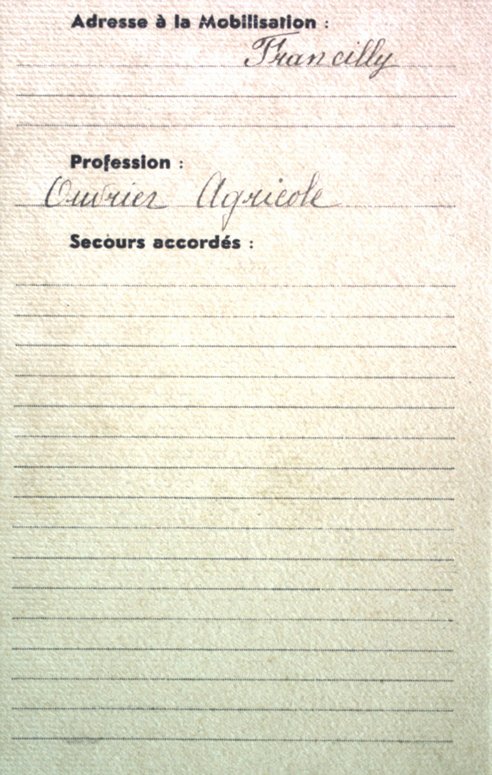 Adresse à la Mobilisation :
Francilly
Profession :
Ouvrier Agricole
Secours accordés :